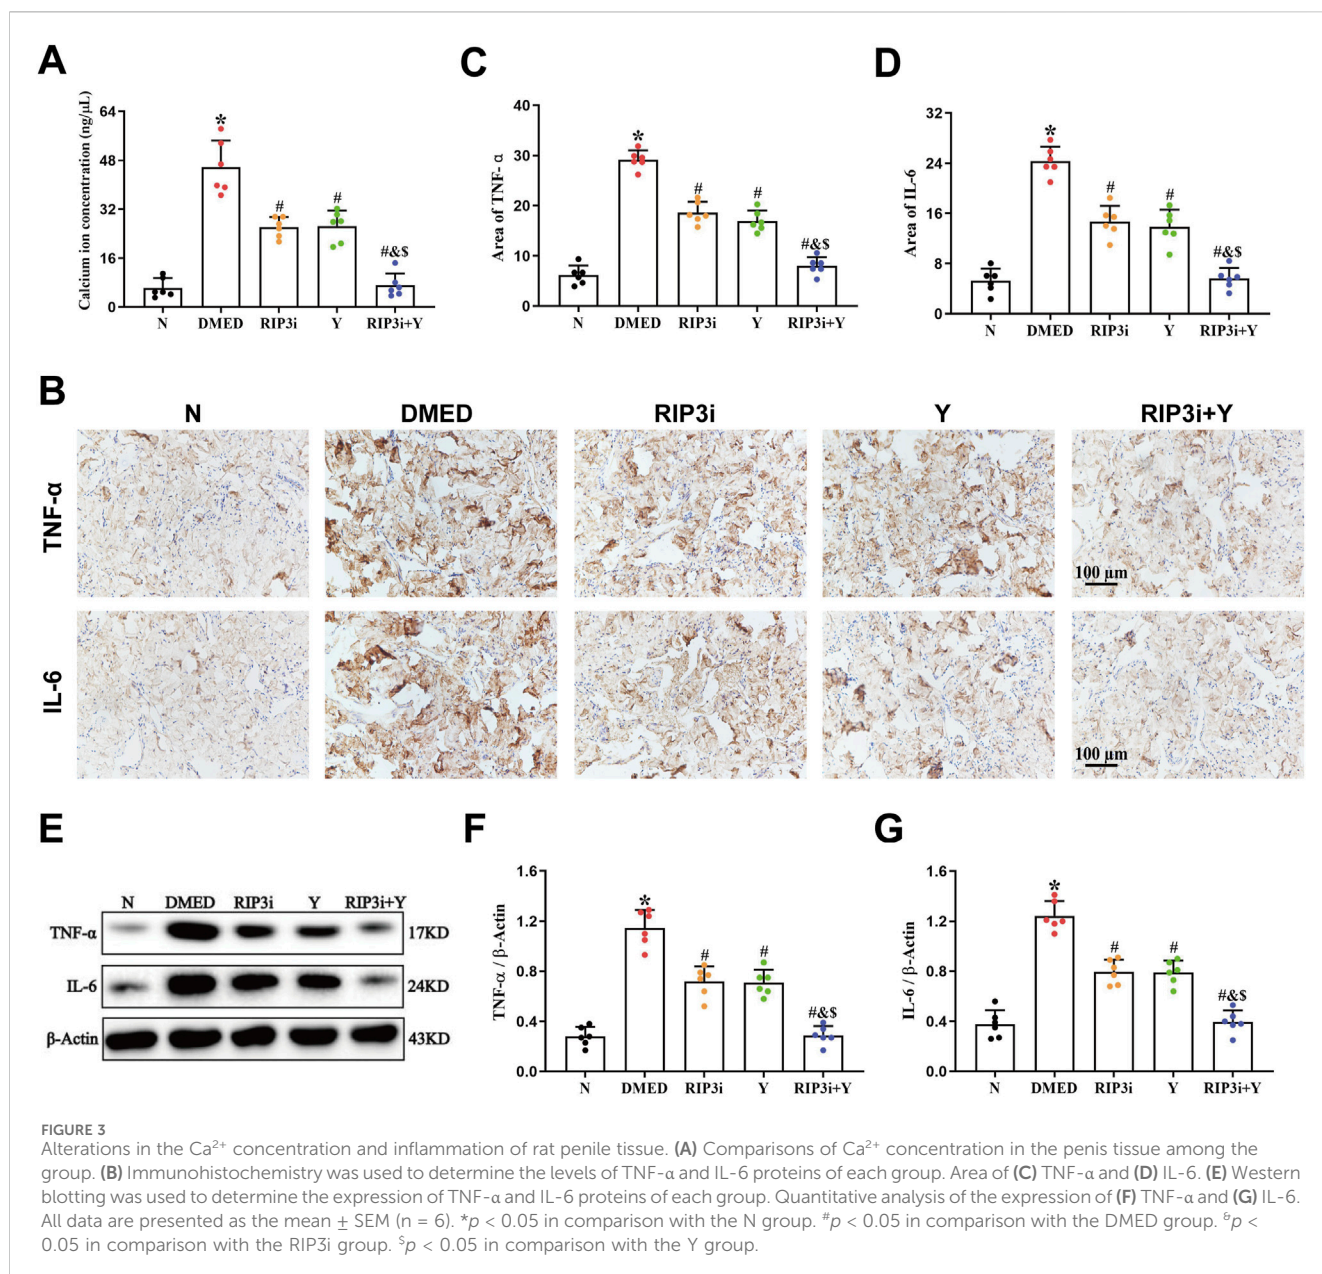 A
Calcium ion concentration (ng/μL)
64
48
32
16
0
*
#
#
#&$
N DMED RIP3i Y RIP3i+Y
C
Area of TNF- α
40
30
20
10
0
*
#
#
#&$
N DMED RIP3i Y RIP3i+Y
D
Area of IL-6
32
24
16
8
0
*
#
#
#&$
N DMED RIP3i Y RIP3i+Y
B
N DMED RIP3i Y RIP3i+Y
TNF-α
100 μm
IL-6
100 μm
E
N DMED RIP3i Y RIP3i+Y
TNF-α 17KD
IL-6 24KD
β-Actin 43KD
F
TNF-α / β-Actin
1.6
1.2
0.8
0.4
0.0
*
#
#
#&$
N DMED RIP3i Y RIP3i+Y
G
IL-6 / β-Actin
1.6
1.2
0.8
0.4
0.0
*
#
#
#&$
N DMED RIP3i Y RIP3i+Y
FIGURE 3
Alterations in the Ca²⁺ concentration and inflammation of rat penile tissue. (A) Comparisons of Ca²⁺ concentration in the penis tissue among the
group. (B) Immunohistochemistry was used to determine the levels of TNF-α and IL-6 proteins of each group. Area of (C) TNF-α and (D) IL-6. (E) Western
blotting was used to determine the expression of TNF-α and IL-6 proteins of each group. Quantitative analysis of the expression of (F) TNF-α and (G) IL-6.
All data are presented as the mean ± SEM (n = 6). *p < 0.05 in comparison with the N group. #p < 0.05 in comparison with the DMED group. &p <
0.05 in comparison with the RIP3i group. $p < 0.05 in comparison with the Y group.